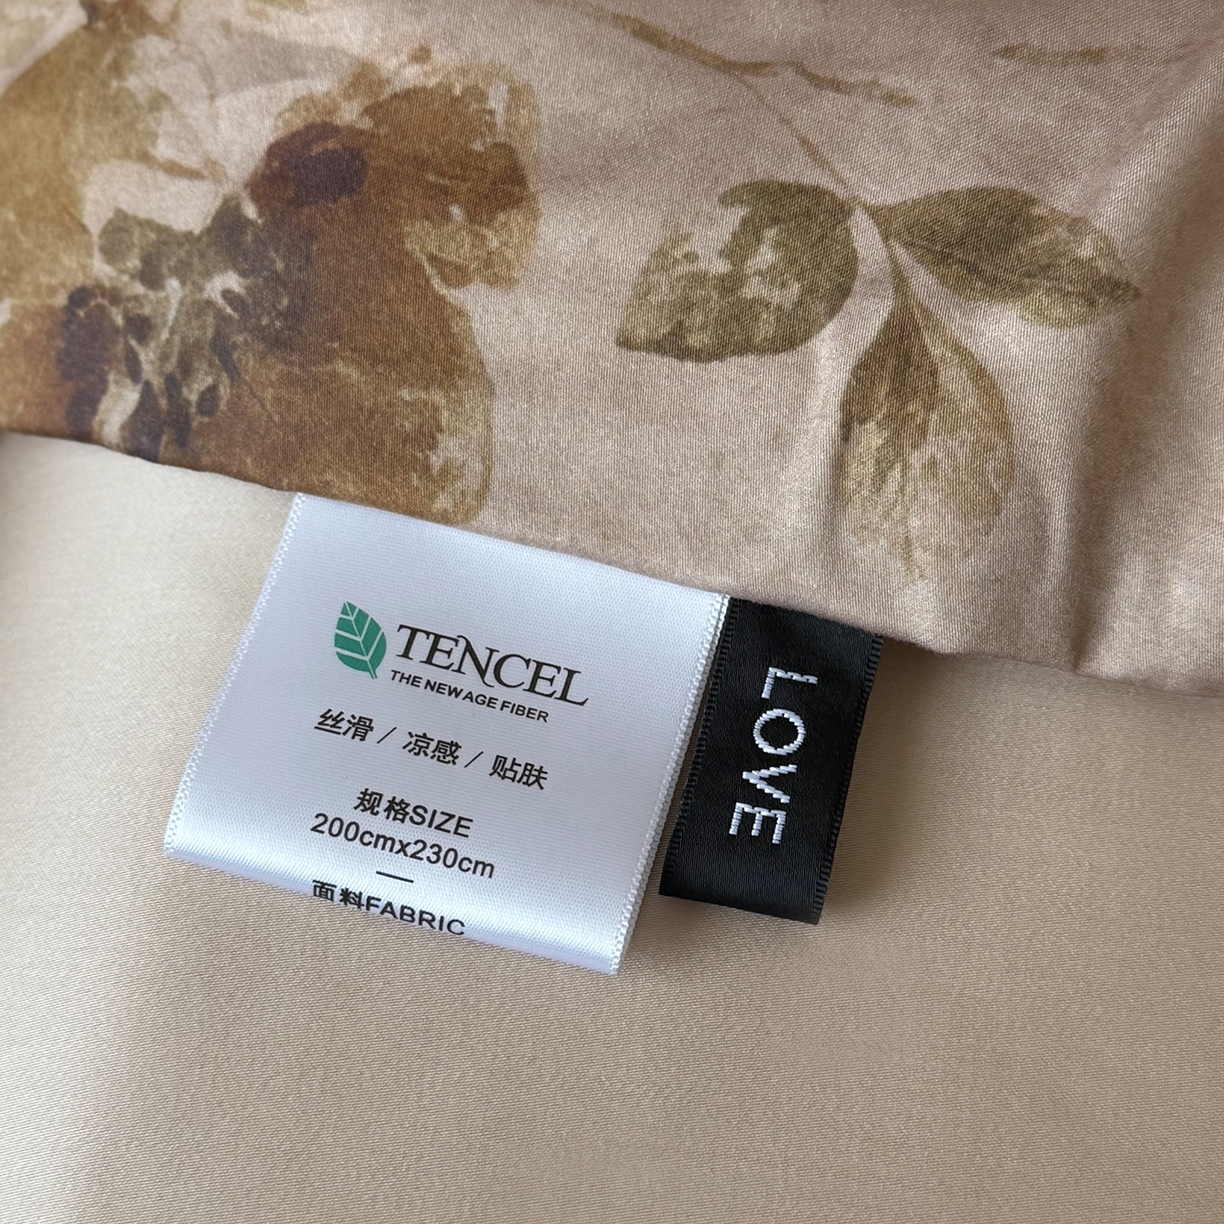 TENCEL
THE NEW AGE FIBER
丝滑 / 凉感 / 贴肤
规格SIZE
200cmx230cm
面料FABRIC
LOVE